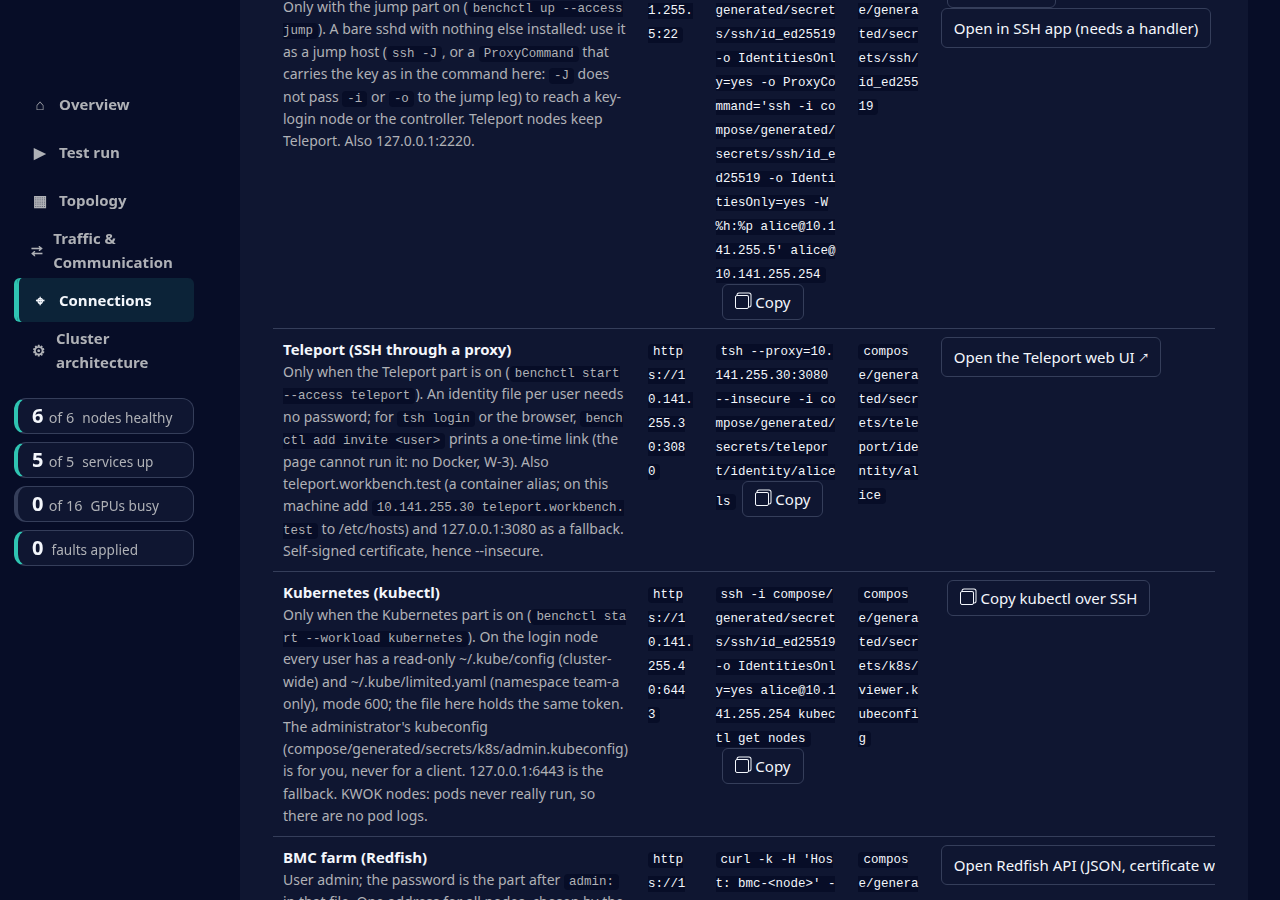 Overview
Test run
Topology
Traffic &
Communication
Connections
Cluster
architecture
6 of 6 nodes healthy
5 of 5 services up
0 of 16 GPUs busy
0 faults applied
Only with the jump part on ( benchctl up --access
jump ). A bare sshd with nothing else installed: use it
as a jump host ( ssh -J , or a ProxyCommand that
carries the key as in the command here: -J does
not pass -i or -o to the jump leg) to reach a key-
login node or the controller. Teleport nodes keep
Teleport. Also 127.0.0.1:2220.
1.255.
5:22
generated/secret
s/ssh/id_ed25519
-o IdentitiesOnl
y=yes -o ProxyCo
mmand='ssh -i co
mpose/generated/
secrets/ssh/id_e
d25519 -o Identi
tiesOnly=yes -W
%h:%p alice@10.1
41.255.5' alice@
10.141.255.254
Copy
e/genera
ted/secr
ets/ssh/
id_ed255
19
Open in SSH app (needs a handler)
Teleport (SSH through a proxy)
Only when the Teleport part is on ( benchctl start
--access teleport ). An identity file per user needs
no password; for tsh login or the browser, bench
ctl add invite <user> prints a one-time link (the
page cannot run it: no Docker, W-3). Also
teleport.workbench.test (a container alias; on this
machine add 10.141.255.30 teleport.workbench.
test to /etc/hosts) and 127.0.0.1:3080 as a fallback.
Self-signed certificate, hence --insecure.
http
s://1
0.141.
255.3
0:308
0
tsh --proxy=10.
141.255.30:3080
--insecure -i co
mpose/generated/
secrets/telepor
t/identity/alice
ls Copy
compos
e/genera
ted/secr
ets/tele
port/ide
ntity/al
ice
Open the Teleport web UI ↗
Kubernetes (kubectl)
Only when the Kubernetes part is on ( benchctl sta
rt --workload kubernetes ). On the login node
every user has a read-only ~/.kube/config (cluster-
wide) and ~/.kube/limited.yaml (namespace team-a
only), mode 600; the file here holds the same token.
The administrator's kubeconfig
(compose/generated/secrets/k8s/admin.kubeconfig)
is for you, never for a client. 127.0.0.1:6443 is the
fallback. KWOK nodes: pods never really run, so
there are no pod logs.
http
s://1
0.141.
255.4
0:644
3
ssh -i compose/
generated/secret
s/ssh/id_ed25519
-o IdentitiesOnl
y=yes alice@10.1
41.255.254 kubec
tl get nodes
Copy
compos
e/genera
ted/secr
ets/k8s/
viewer.k
ubeconfi
g
Copy kubectl over SSH
BMC farm (Redfish)
User admin; the password is the part after admin:
http
s://1
curl -k -H 'Hos
t: bmc-<node>' -
compos
e/genera
Open Redfish API (JSON, certificate w